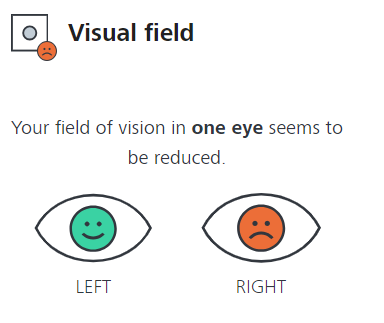 Visual field
Your field of vision in one eye seems to
be reduced.
LEFT
RIGHT